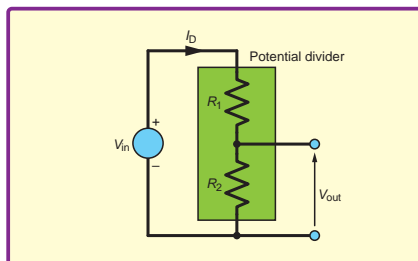 I_D
Potential divider
R_1
+
V_in
–
R_2
V_out